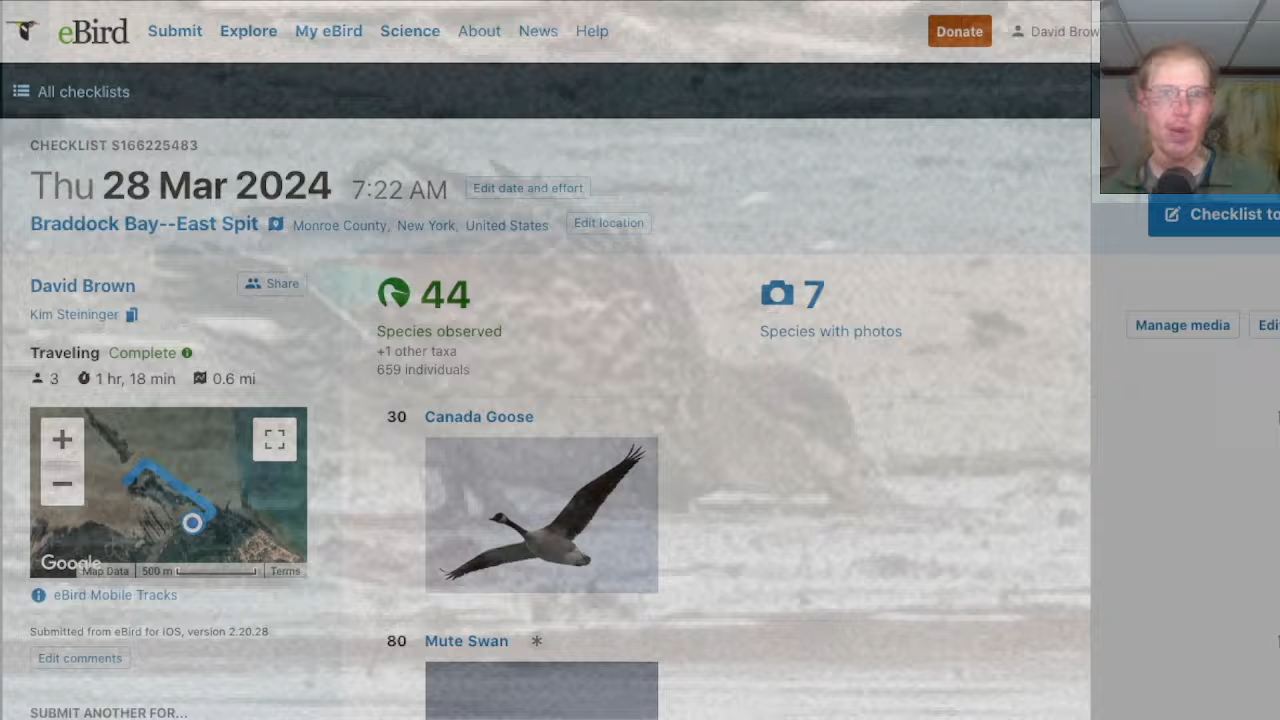 eBird Submit Explore My eBird Science About News Help Donate David Brow
All checklists
CHECKLIST S166225483
Thu 28 Mar 2024 7:22 AM Edit date and effort
Braddock Bay--East Spit Monroe County, New York, United States Edit location
Checklist to
David Brown Share
Kim Steininger
44
Species observed
+1 other taxa
659 individuals
7
Species with photos
Manage media Edi
Traveling Complete
3 1 hr, 18 min 0.6 mi
30 Canada Goose
Google Map Data 500 m Terms
eBird Mobile Tracks
Submitted from eBird for iOS, version 2.20.28
Edit comments
80 Mute Swan *
SUBMIT ANOTHER FOR...